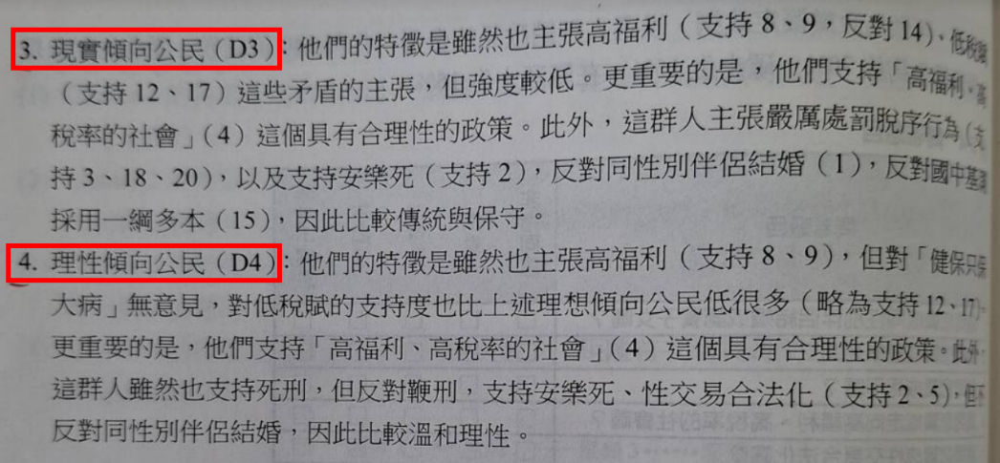 3. 現實傾向公民（D3）：他們的特徵是雖然也主張高福利（支持 8、9，反對 14）、低稅賦
（支持 12、17）這些矛盾的主張，但強度較低。更重要的是，他們支持「高福利、高
稅率的社會」（4）這個具有合理性的政策。此外，這群人主張嚴厲處罰脫序行為（支
持 3、18、20），以及支持安樂死（支持 2），反對同性別伴侶結婚（1），反對國中基測
採用一綱多本（15），因此比較傳統與保守。
4. 理性傾向公民（D4）：他們的特徵是雖然也主張高福利（支持 8、9），但對「健保只保
大病」無意見，對低稅賦的支持度也比上述理想傾向公民低很多（略為支持 12、17）。
更重要的是，他們支持「高福利、高稅率的社會」（4）這個具有合理性的政策。此外，
這群人雖然也支持死刑，但反對鞭刑，支持安樂死、性交易合法化（支持 2、5），但不
反對同性別伴侶結婚，因此比較溫和理性。